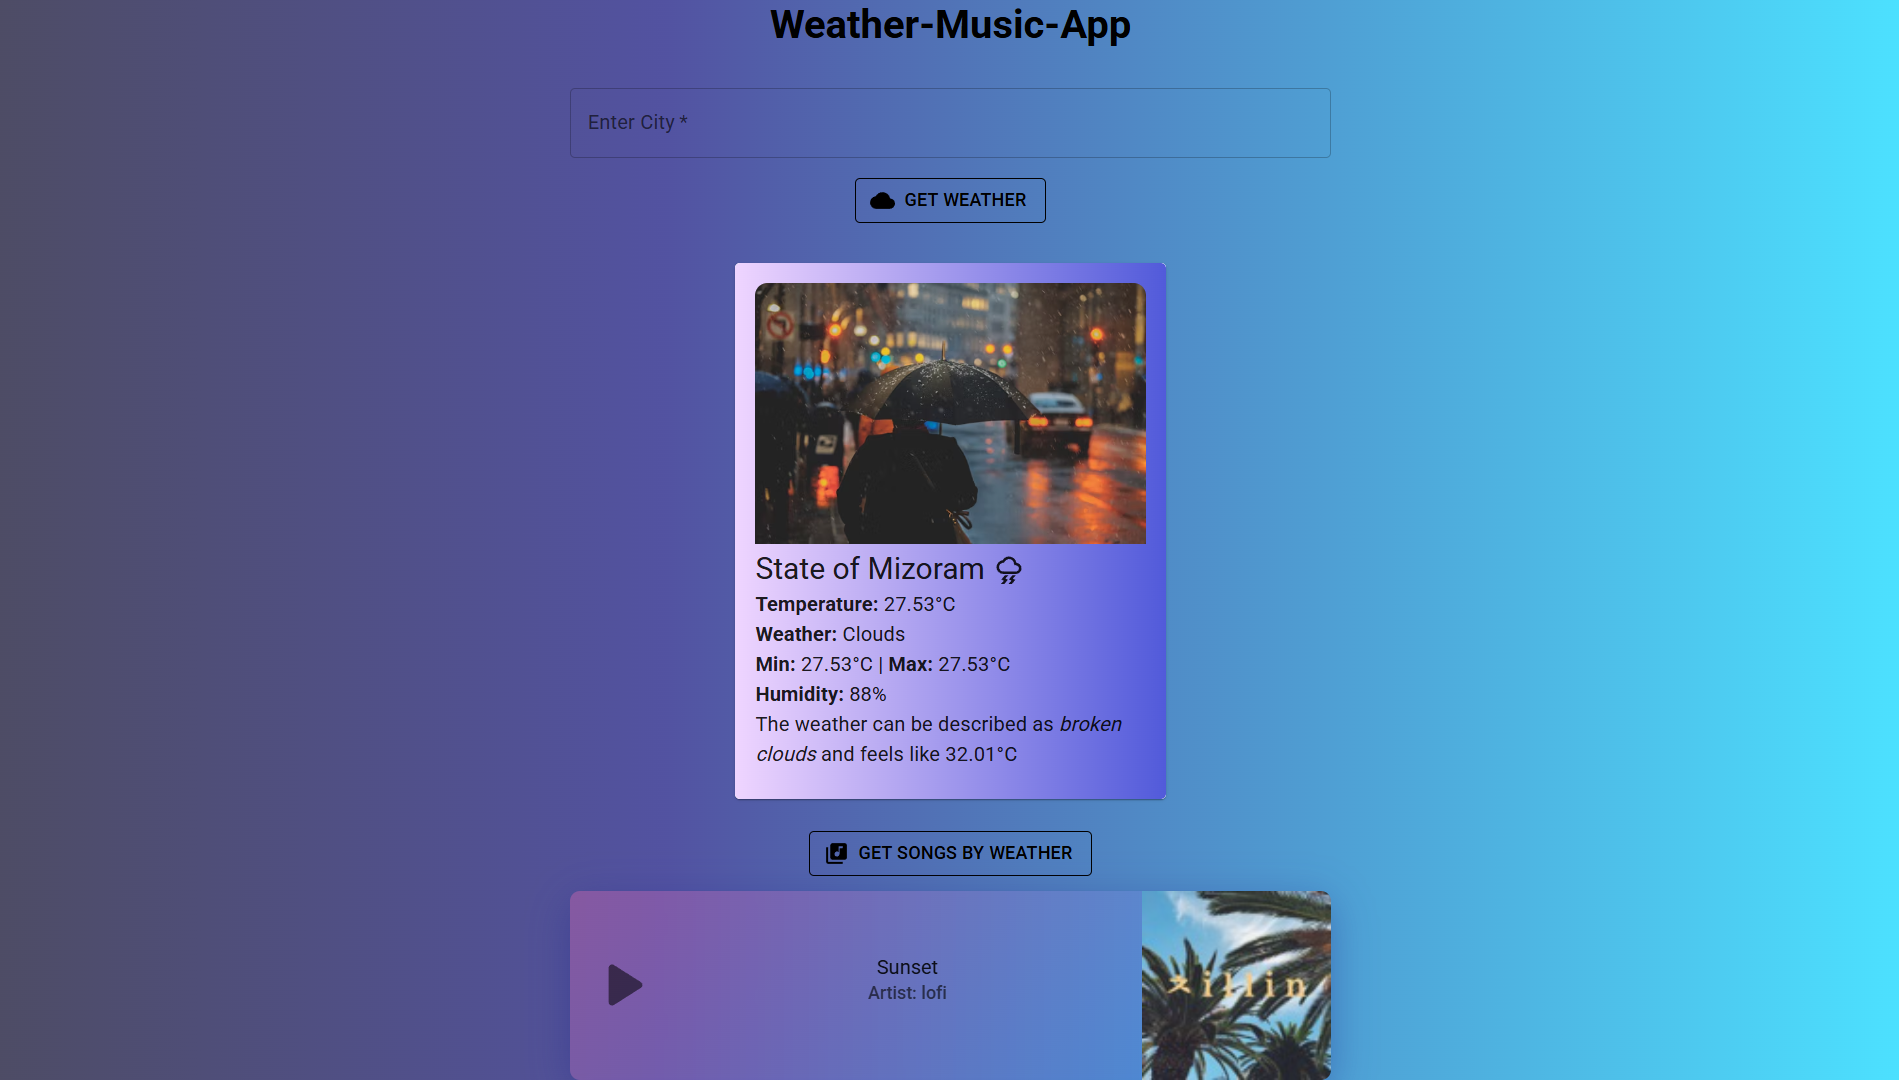 Weather-Music-App
Enter City *
GET WEATHER
State of Mizoram
Temperature: 27.53°C
Weather: Clouds
Min: 27.53°C | Max: 27.53°C
Humidity: 88%
The weather can be described as broken
clouds and feels like 32.01°C
GET SONGS BY WEATHER
Sunset
Artist: lofi